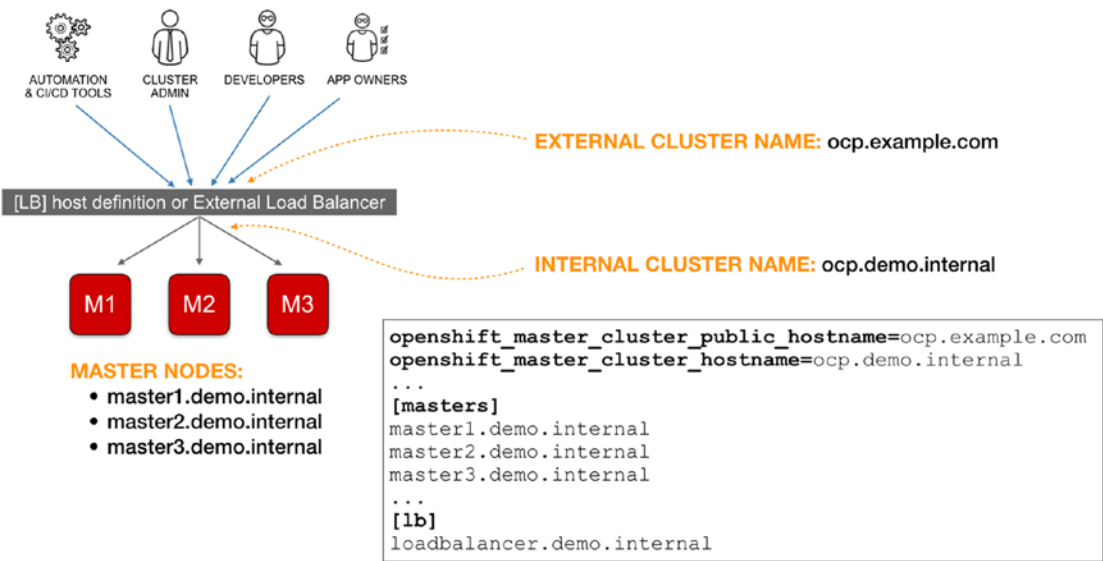 AUTOMATION
& CI/CD TOOLS
CLUSTER
ADMIN
DEVELOPERS
APP OWNERS
EXTERNAL CLUSTER NAME: ocp.example.com
[LB] host definition or External Load Balancer
INTERNAL CLUSTER NAME: ocp.demo.internal
M1
M2
M3
MASTER NODES:
• master1.demo.internal
• master2.demo.internal
• master3.demo.internal
openshift_master_cluster_public_hostname=ocp.example.com
openshift_master_cluster_hostname=ocp.demo.internal
...
[masters]
master1.demo.internal
master2.demo.internal
master3.demo.internal
...
[lb]
loadbalancer.demo.internal